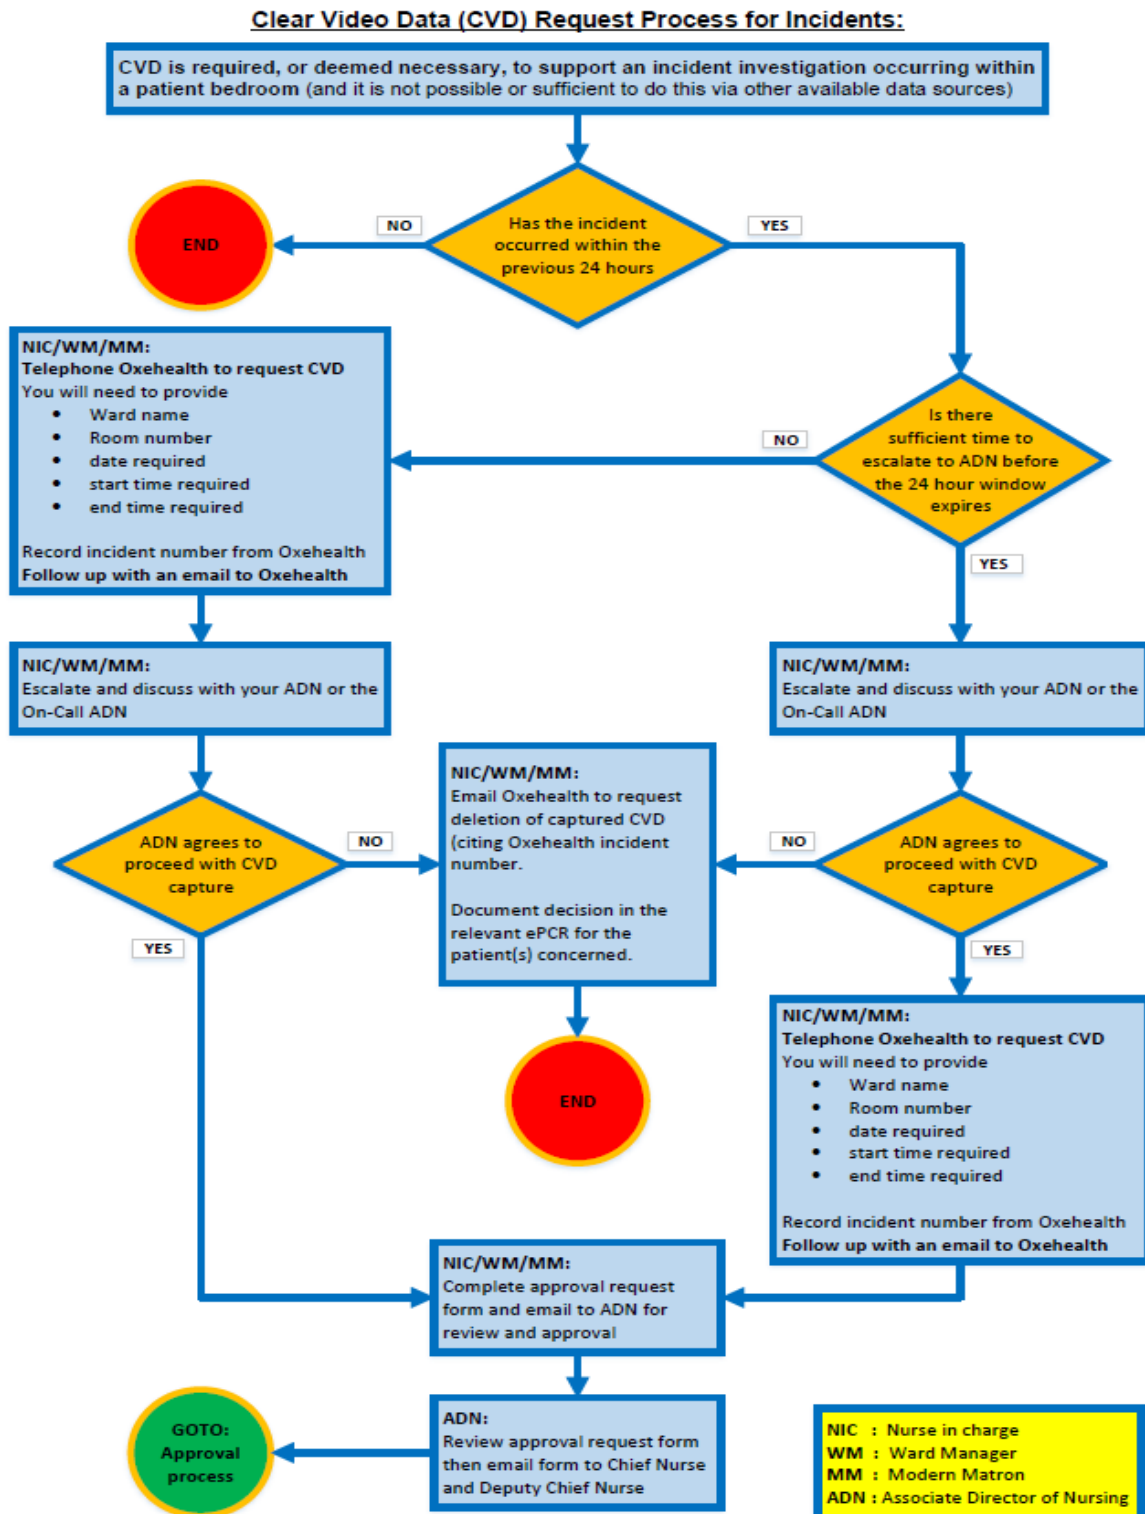 Clear Video Data (CVD) Request Process for Incidents:
CVD is required, or deemed necessary, to support an incident investigation occurring within
a patient bedroom (and it is not possible or sufficient to do this via other available data sources)
Has the incident
occurred within the
previous 24 hours
NO
YES
END
Is there
sufficient time to
escalate to ADN before
the 24 hour window
expires
NO
YES
NIC/WM/MM:
Telephone Oxehealth to request CVD
You will need to provide
• Ward name
• Room number
• date required
• start time required
• end time required
Record incident number from Oxehealth
Follow up with an email to Oxehealth
NIC/WM/MM:
Escalate and discuss with your ADN or the
On-Call ADN
NIC/WM/MM:
Escalate and discuss with your ADN or the
On-Call ADN
ADN agrees to
proceed with CVD
capture
NO
YES
NIC/WM/MM:
Email Oxehealth to request
deletion of captured CVD
(citing Oxehealth incident
number.
Document decision in the
relevant ePCR for the
patient(s) concerned.
ADN agrees to
proceed with CVD
capture
NO
YES
END
NIC/WM/MM:
Telephone Oxehealth to request CVD
You will need to provide
• Ward name
• Room number
• date required
• start time required
• end time required
Record incident number from Oxehealth
Follow up with an email to Oxehealth
NIC/WM/MM:
Complete approval request
form and email to ADN for
review and approval
ADN:
Review approval request form
then email form to Chief Nurse
and Deputy Chief Nurse
GOTO:
Approval
process
NIC : Nurse in charge
WM : Ward Manager
MM : Modern Matron
ADN : Associate Director of Nursing